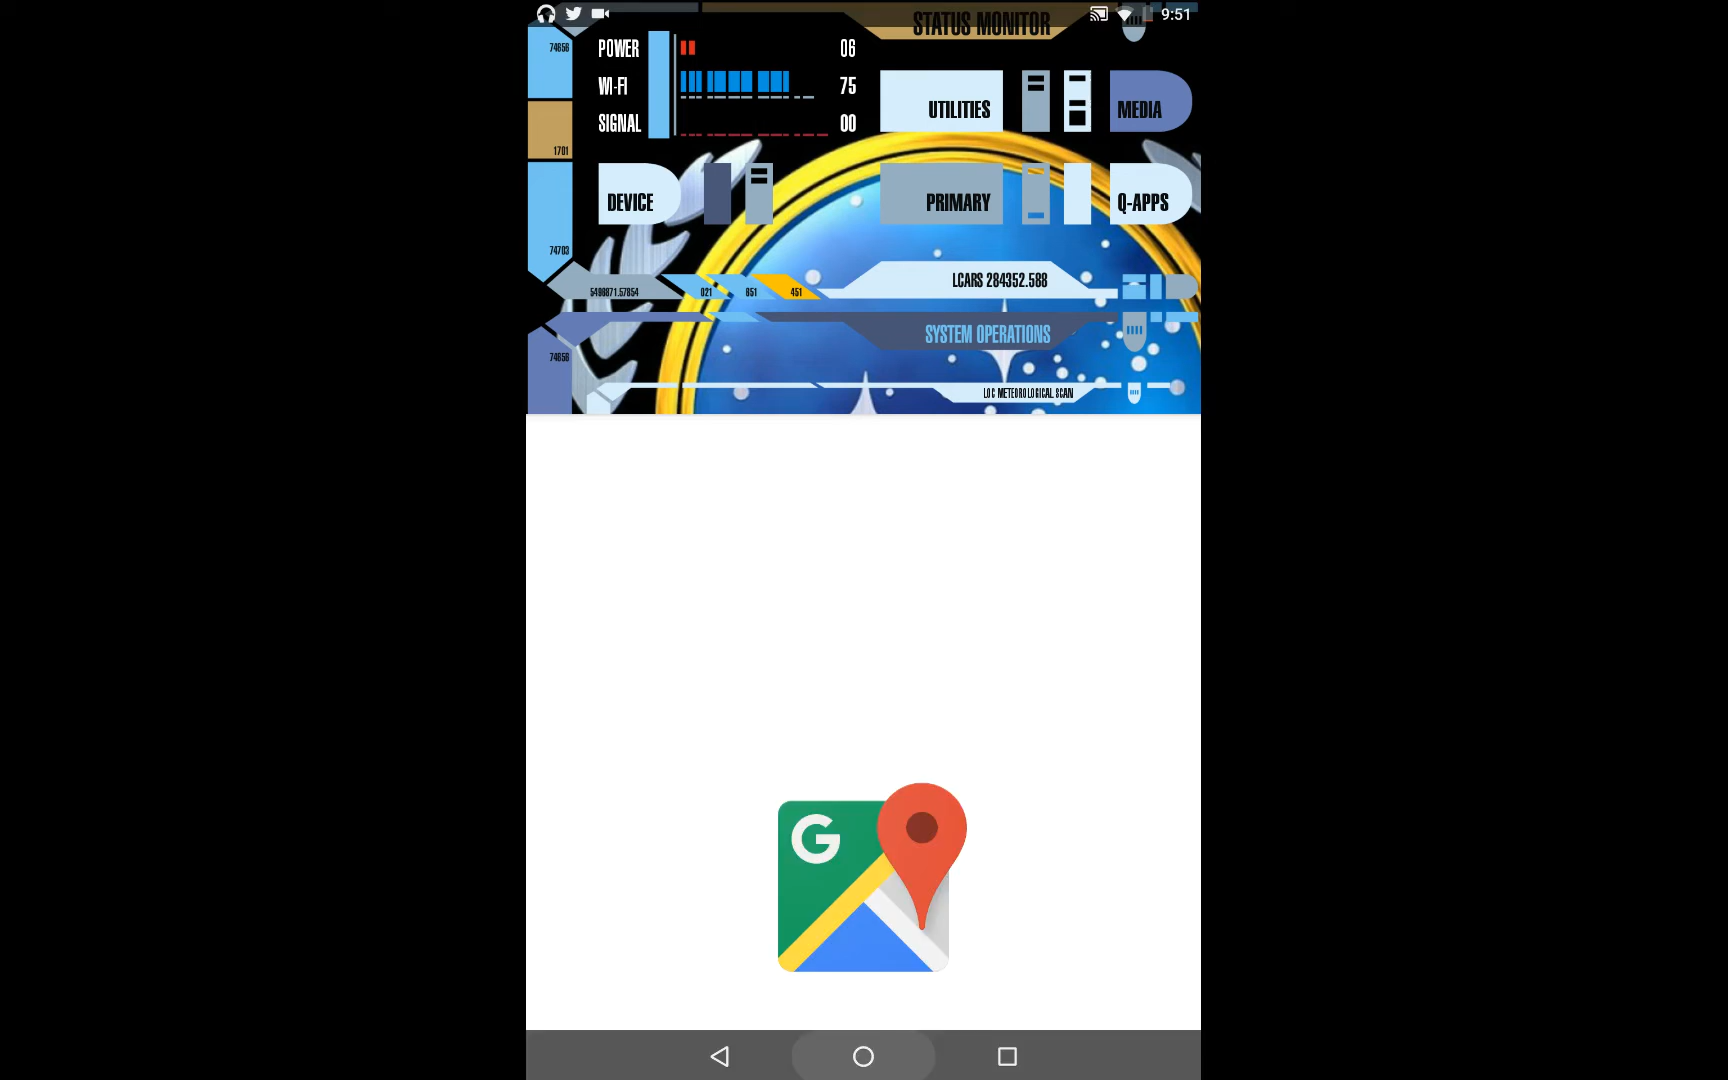 9:51
STATUS MONITOR
74656
POWER 06
WI-FI 75
SIGNAL 00
UTILITIES MEDIA
1701
DEVICE PRIMARY Q-APPS
74703
LCARS 284352.588
5498871.57854 021 651 451
SYSTEM OPERATIONS
74656
LOC METEOROLOGICAL SCAN
G